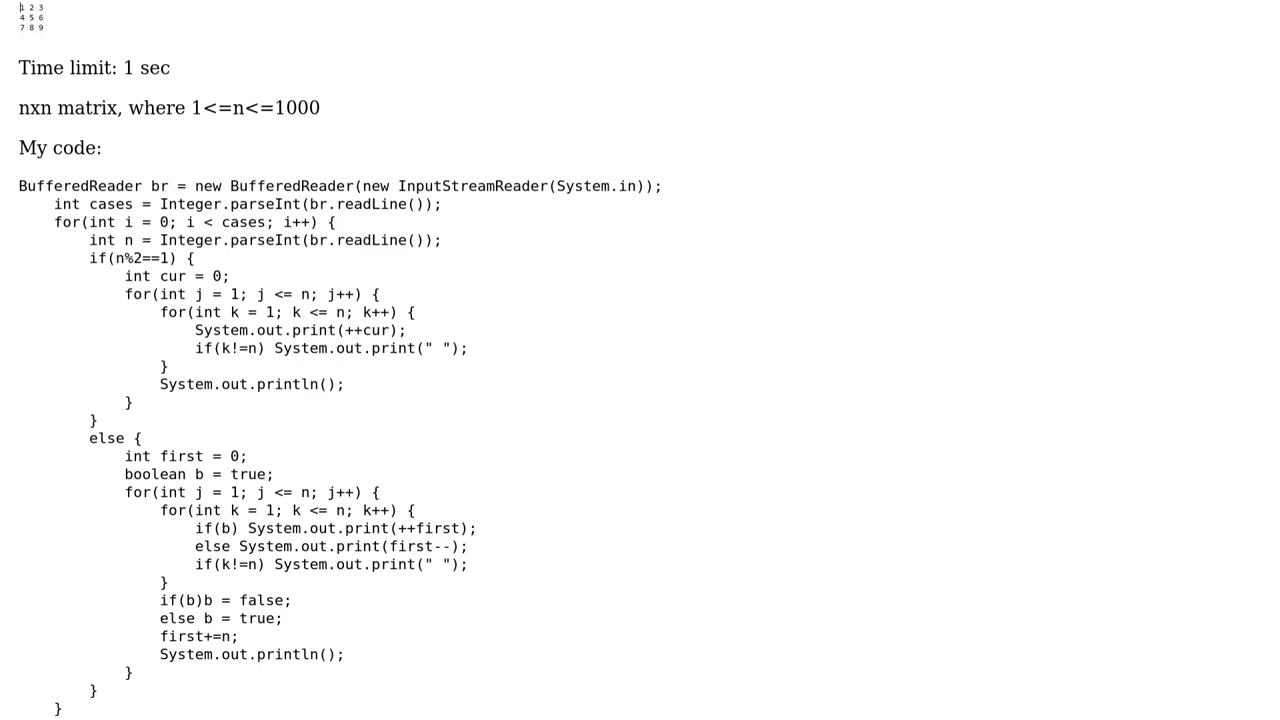 1 2 3
4 5 6
7 8 9
Time limit: 1 sec
nxn matrix, where 1<=n<=1000
My code:
BufferedReader br = new BufferedReader(new InputStreamReader(System.in));
    int cases = Integer.parseInt(br.readLine());
    for(int i = 0; i < cases; i++) {
        int n = Integer.parseInt(br.readLine());
        if(n%2==1) {
            int cur = 0;
            for(int j = 1; j <= n; j++) {
                for(int k = 1; k <= n; k++) {
                    System.out.print(++cur);
                    if(k!=n) System.out.print(" ");
                }
                System.out.println();
            }
        }
        else {
            int first = 0;
            boolean b = true;
            for(int j = 1; j <= n; j++) {
                for(int k = 1; k <= n; k++) {
                    if(b) System.out.print(++first);
                    else System.out.print(first--);
                    if(k!=n) System.out.print(" ");
                }
                if(b)b = false;
                else b = true;
                first+=n;
                System.out.println();
            }
        }
    }